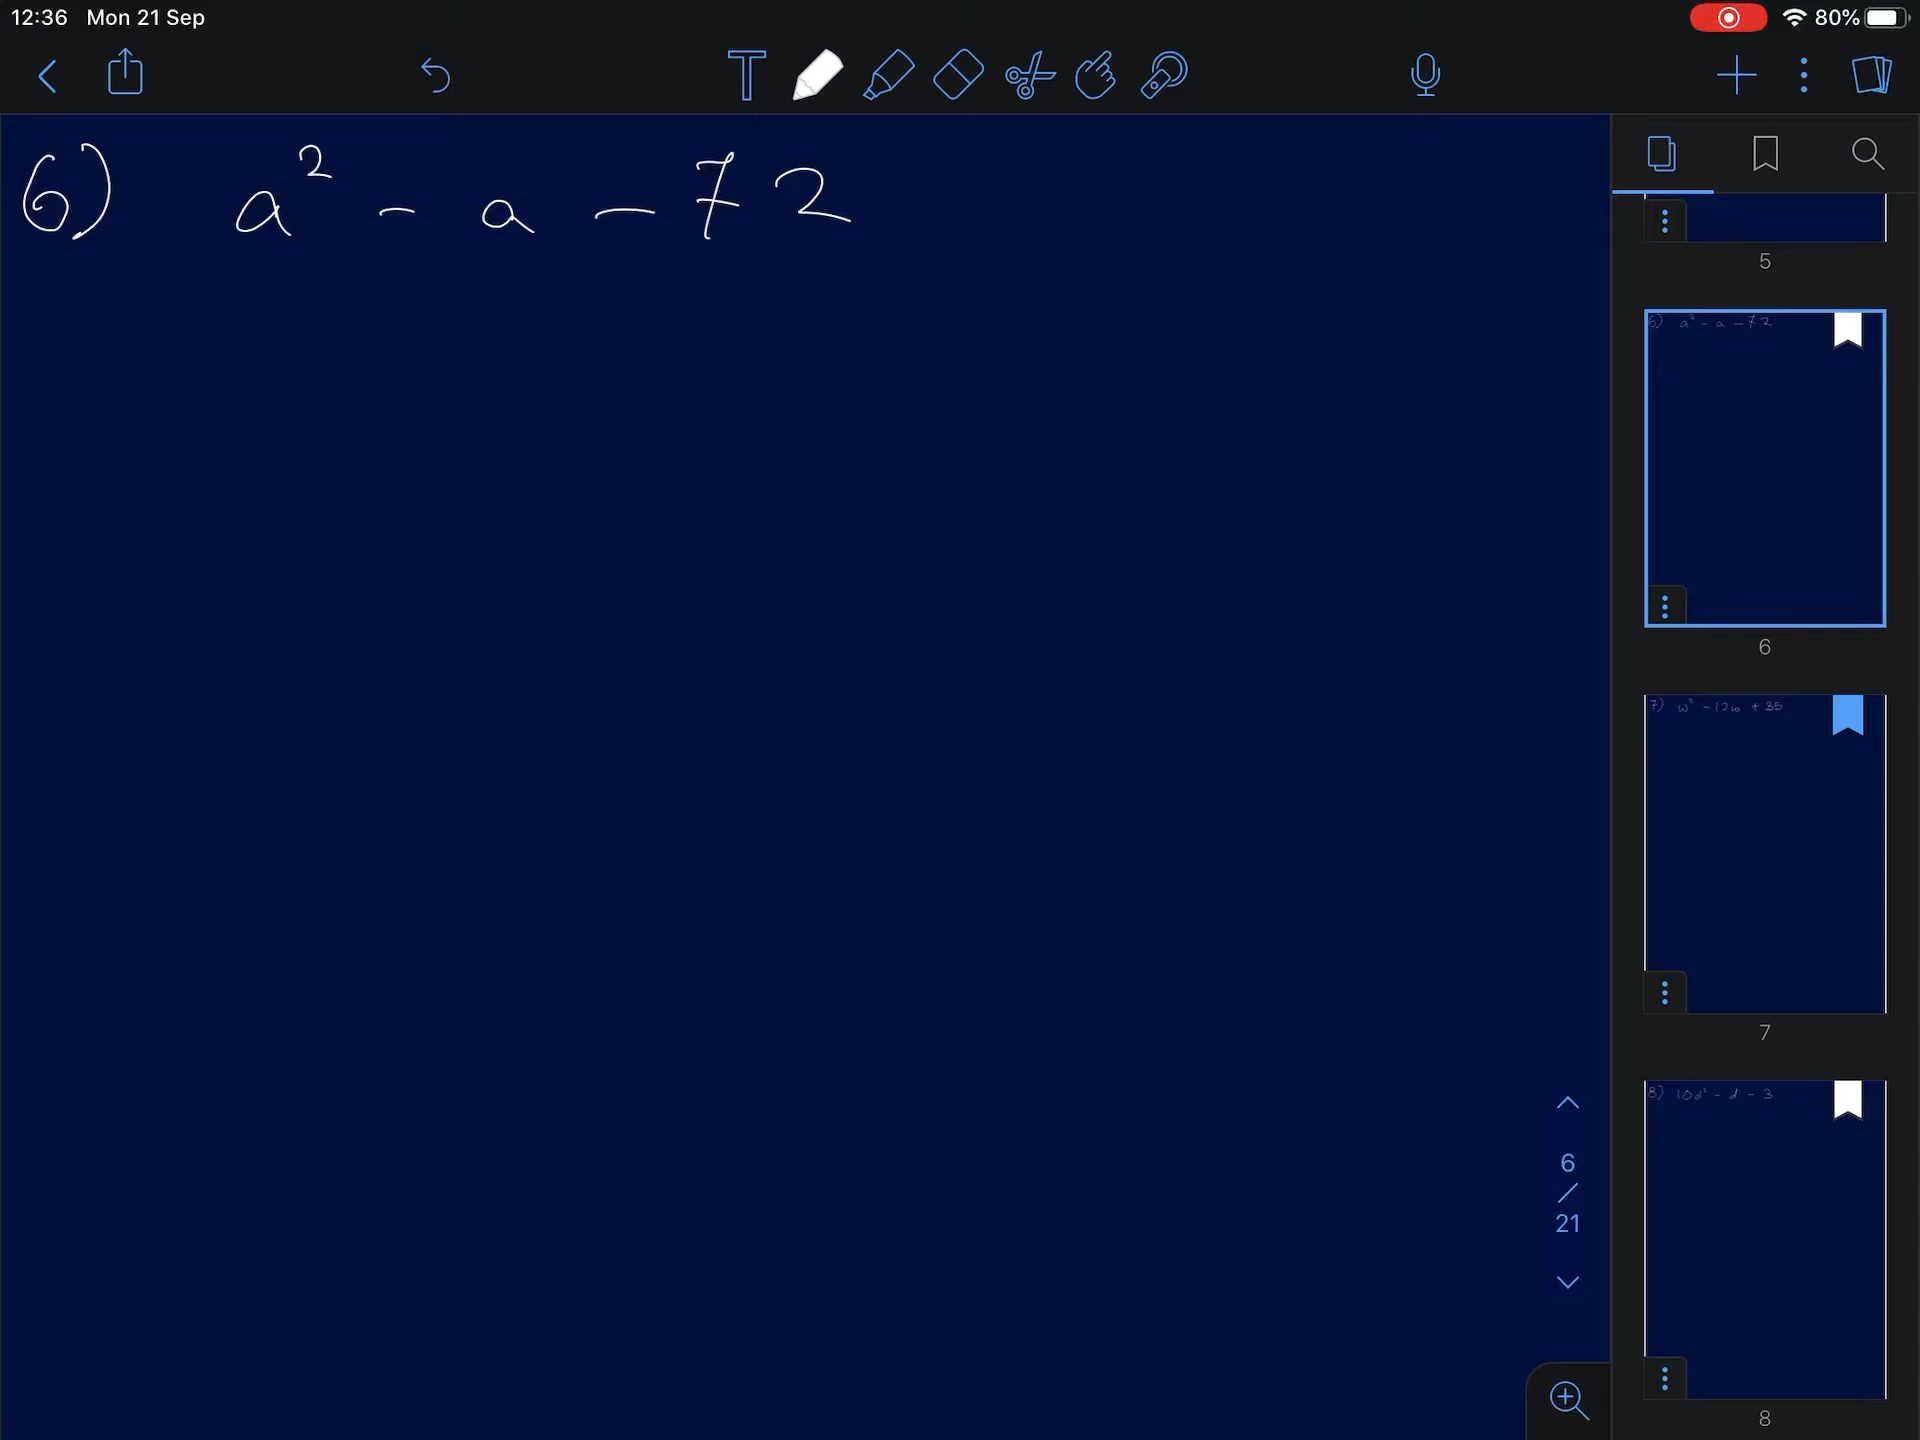 12:36 Mon 21 Sep 80%
6) a² - a - 72
5
6) a² - a - 72
6
7) w² - 12w + 35
7
8) 10d² - d - 3
8
6
/
21